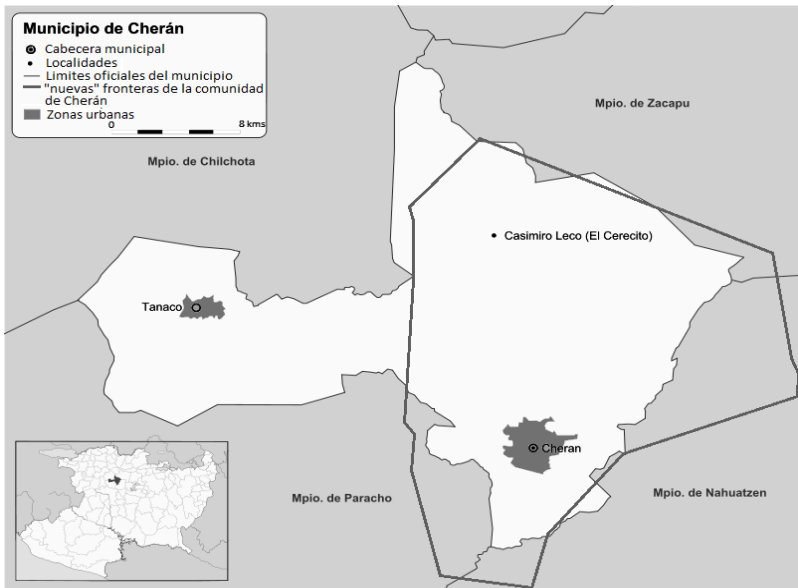 Municipio de Cherán
Cabecera municipal
Localidades
Limites oficiales del municipio
"nuevas" fronteras de la comunidad
de Cherán
Zonas urbanas
0 8 kms
Mpio. de Zacapu
Mpio. de Chilchota
Casimiro Leco (El Cerecito)
Tanaco
Cheran
Mpio. de Paracho
Mpio. de Nahuatzen